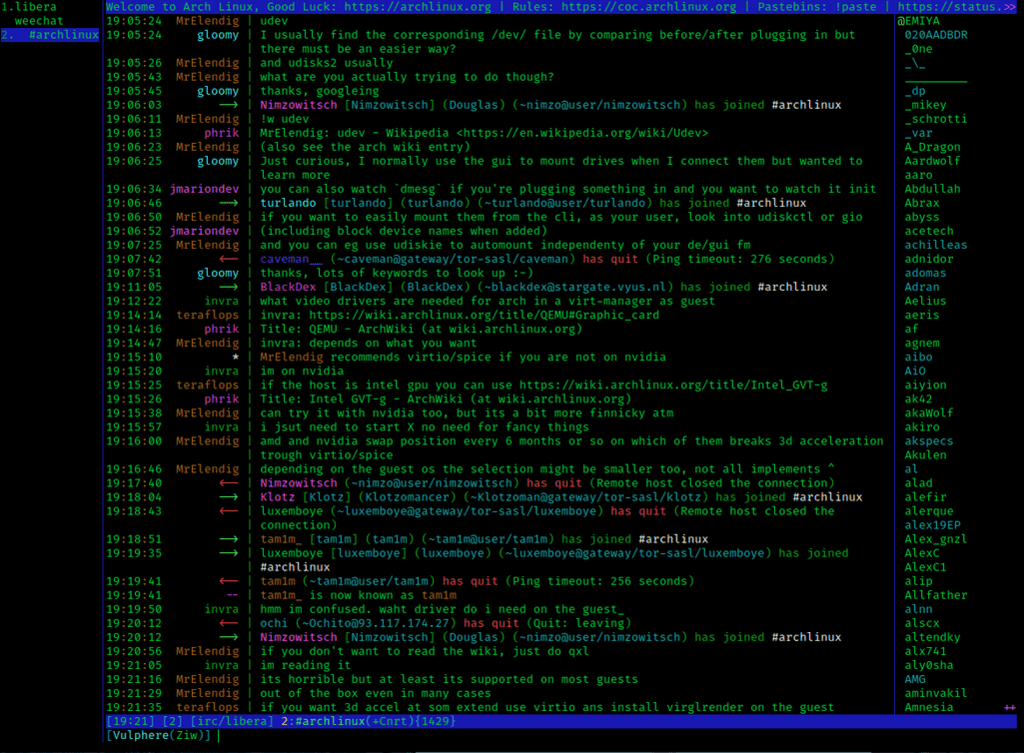 1.libera
weechat
2. #archlinux
Welcome to Arch Linux, Good Luck: https://archlinux.org | Rules: https://coc.archlinux.org | Pastebins: !paste | https://status.>>
19:05:24 MrElendig | udev
19:05:24 gloomy | I usually find the corresponding /dev/ file by comparing before/after plugging in but
| there must be an easier way?
19:05:26 MrElendig | and udisks2 usually
19:05:43 MrElendig | what are you actually trying to do though?
19:05:45 gloomy | thanks, googleing
19:06:03 --> | Nimzowitsch [Nimzowitsch] (Douglas) (~nimzo@user/nimzowitsch) has joined #archlinux
19:06:11 MrElendig | !w udev
19:06:13 phrik | MrElendig: udev - Wikipedia <https://en.wikipedia.org/wiki/Udev>
19:06:23 MrElendig | (also see the arch wiki entry)
19:06:25 gloomy | Just curious, I normally use the gui to mount drives when I connect them but wanted to
| learn more
19:06:34 jmariondev | you can also watch `dmesg` if you're plugging something in and you want to watch it init
19:06:46 --> | turlando [turlando] (turlando) (~turlando@user/turlando) has joined #archlinux
19:06:50 MrElendig | if you want to easily mount them from the cli, as your user, look into udiskctl or gio
19:06:52 jmariondev | (including block device names when added)
19:07:25 MrElendig | and you can eg use udiskie to automount independenty of your de/gui fm
19:07:42 <-- | caveman__ (~caveman@gateway/tor-sasl/caveman) has quit (Ping timeout: 276 seconds)
19:07:51 gloomy | thanks, lots of keywords to look up :-)
19:11:05 --> | BlackDex [BlackDex] (BlackDex) (~blackdex@stargate.vyus.nl) has joined #archlinux
19:12:22 invra | what video drivers are needed for arch in a virt-manager as guest
19:14:14 teraflops | invra: https://wiki.archlinux.org/title/QEMU#Graphic_card
19:14:16 phrik | Title: QEMU - ArchWiki (at wiki.archlinux.org)
19:14:47 MrElendig | invra: depends on what you want
19:15:10 * | MrElendig recommends virtio/spice if you are not on nvidia
19:15:20 invra | im on nvidia
19:15:25 teraflops | if the host is intel gpu you can use https://wiki.archlinux.org/title/Intel_GVT-g
19:15:26 phrik | Title: Intel GVT-g - ArchWiki (at wiki.archlinux.org)
19:15:38 MrElendig | can try it with nvidia too, but its a bit more finnicky atm
19:15:57 invra | i jsut need to start X no need for fancy things
19:16:00 MrElendig | amd and nvidia swap position every 6 months or so on which of them breaks 3d acceleration
| trough virtio/spice
19:16:46 MrElendig | depending on the guest os the selection might be smaller too, not all implements ^
19:17:40 <-- | Nimzowitsch (~nimzo@user/nimzowitsch) has quit (Remote host closed the connection)
19:18:04 --> | Klotz [Klotz] (Klotzomancer) (~Klotzoman@gateway/tor-sasl/klotz) has joined #archlinux
19:18:43 <-- | luxemboye (~luxemboye@gateway/tor-sasl/luxemboye) has quit (Remote host closed the
| connection)
19:18:51 --> | tam1m_ [tam1m] (tam1m) (~tam1m@user/tam1m) has joined #archlinux
19:19:35 --> | luxemboye [luxemboye] (luxemboye) (~luxemboye@gateway/tor-sasl/luxemboye) has joined
| #archlinux
19:19:41 <-- | tam1m (~tam1m@user/tam1m) has quit (Ping timeout: 256 seconds)
19:19:41 -- | tam1m_ is now known as tam1m
19:19:50 invra | hmm im confused. waht driver do i need on the guest_
19:20:12 <-- | ochi (~Ochito@93.117.174.27) has quit (Quit: leaving)
19:20:12 --> | Nimzowitsch [Nimzowitsch] (Douglas) (~nimzo@user/nimzowitsch) has joined #archlinux
19:20:56 MrElendig | if you don't want to read the wiki, just do qxl
19:21:05 invra | im reading it
19:21:16 MrElendig | its horrible but at least its supported on most guests
19:21:29 MrElendig | out of the box even in many cases
19:21:35 teraflops | if you want 3d accel at som extend use virtio ans install virglrender on the guest
[19:21] [2] [irc/libera] 2:#archlinux(+Cnrt){1429}
[Vulphere(Ziw)]
@EMIYA
020AADBDR
_0ne
_\_
_________
_dp
_mikey
_schrotti
_var
A_Dragon
Aardwolf
aaro
Abdullah
Abrax
abyss
acetech
achilleas
adnidor
adomas
Adran
Aelius
aeris
af
agnem
aibo
AiO
aiyion
ak42
akaWolf
akiro
akspecs
Akulen
al
alad
alefir
alerque
alex19EP
Alex_gnzl
AlexC
AlexC1
alip
Allfather
alnn
alscx
altendky
alx741
aly0sha
AMG
aminvakil
Amnesia ++